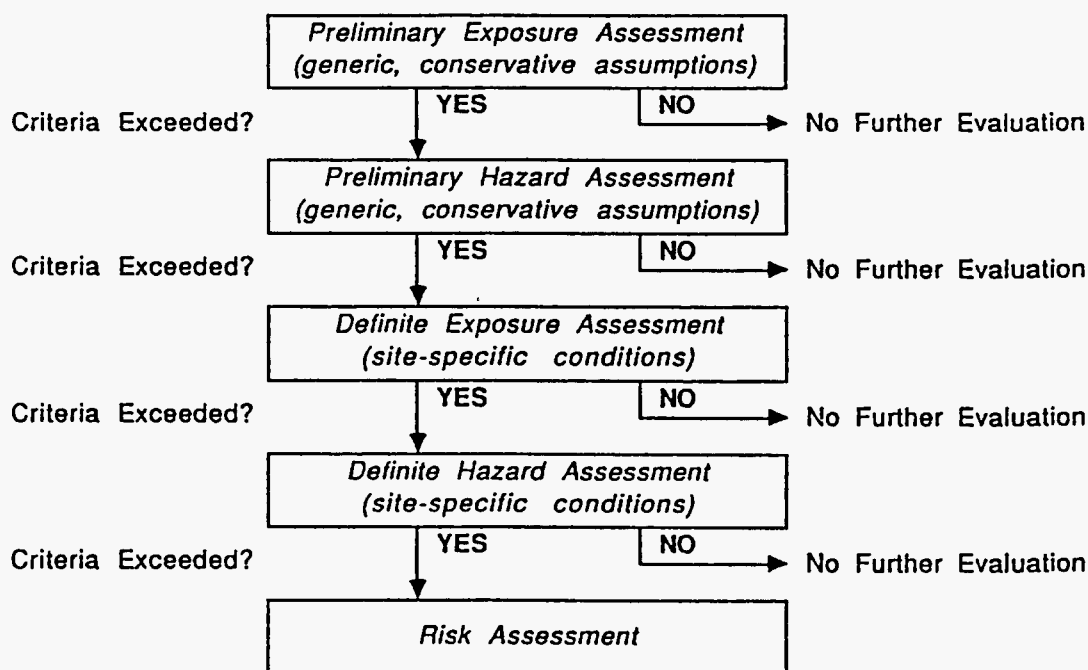 Preliminary Exposure Assessment
(generic, conservative assumptions)
YES
NO
Criteria Exceeded?
No Further Evaluation
Preliminary Hazard Assessment
(generic, conservative assumptions)
YES
NO
Criteria Exceeded?
No Further Evaluation
Definite Exposure Assessment
(site-specific conditions)
YES
NO
Criteria Exceeded?
No Further Evaluation
Definite Hazard Assessment
(site-specific conditions)
YES
NO
Criteria Exceeded?
No Further Evaluation
Risk Assessment